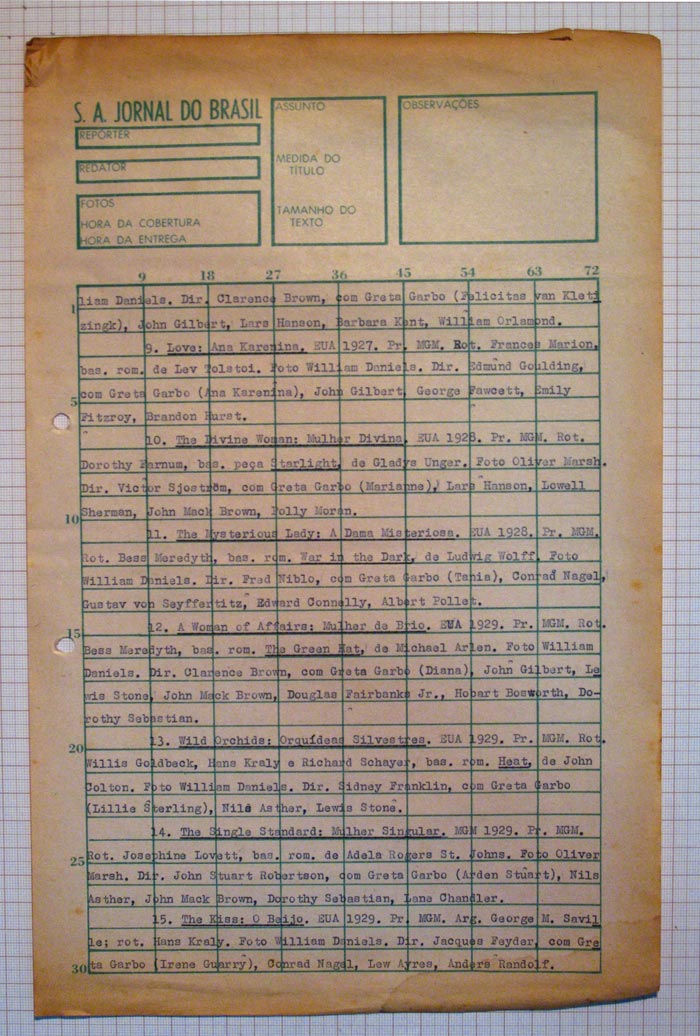 S. A. JORNAL DO BRASIL
REPÓRTER
REDATOR
FOTOS
HORA DA COBERTURA
HORA DA ENTREGA
ASSUNTO
MEDIDA DO
TÍTULO
TAMANHO DO
TEXTO
OBSERVAÇÕES
9 18 27 36 45 54 63 72
1
liam Daniels. Dir. Clarence Brown, com Greta Garbo (Felicitas van Kleti
zingk), John Gilbert, Lars Hanson, Barbara Kent, William Orlamond.
9. Love: Ana Karenina. EUA 1927. Pr. MGM. Rot. Frances Marion,
bas. rom. de Lev Tolstoi. Foto William Daniels. Dir. Edmund Goulding,
5
com Greta Garbo (Ana Karenina), John Gilbert, George Fawcett, Emily
Fitzroy, Brandon Hurst.
10. The Divine Woman: Mulher Divina. EUA 1928. Pr. MGM. Rot.
Dorothy Farnum, bas. peça Starlight, de Gladys Unger. Foto Oliver Marsh.
Dir. Victor Sjoström, com Greta Garbo (Marianne), Lars Hanson, Lowell
10
Sherman, John Mack Brown, Polly Moran.
11. The Mysterious Lady: A Dama Misteriosa. EUA 1928. Pr. MGM.
Rot. Bess Meredyth, bas. rom. War in the Dark, de Ludwig Wolff. Foto
William Daniels. Dir. Fred Niblo, com Greta Garbo (Tania), Conrad Nagel,
Gustav von Seyffertitz, Edward Connelly, Albert Pollet.
15
12. A Woman of Affairs: Mulher de Brio. EUA 1929. Pr. MGM. Rot.
Bess Meredyth, bas. rom. The Green Hat, de Michael Arlen. Foto William
Daniels. Dir. Clarence Brown, com Greta Garbo (Diana), John Gilbert, Le
wis Stone, John Mack Brown, Douglas Fairbanks Jr., Hobart Bosworth, Do-
rothy Sebastian.
20
13. Wild Orchids: Orquídeas Silvestres. EUA 1929. Pr. MGM. Rot.
Willis Goldbeck, Hans Kraly e Richard Schayer, bas. rom. Heat, de John
Colton. Foto William Daniels. Dir. Sidney Franklin, com Greta Garbo
(Lillie Sterling), Nils Asther, Lewis Stone.
14. The Single Standard: Mulher Singular. MGM 1929. Pr. MGM.
25
Rot. Josephine Lovett, bas. rom. de Adela Rogers St. Johns. Foto Oliver
Marsh. Dir. John Stuart Robertson, com Greta Garbo (Arden Stuart), Nils
Asther, John Mack Brown, Dorothy Sebastian, Lane Chandler.
15. The Kiss: O Beijo. EUA 1929. Pr. MGM. Arg. George M. Savil
le; rot. Hans Kraly. Foto William Daniels. Dir. Jacques Feyder, com Gre
30
ta Garbo (Irene Guarry), Conrad Nagel, Lew Ayres, Anders Randolf.